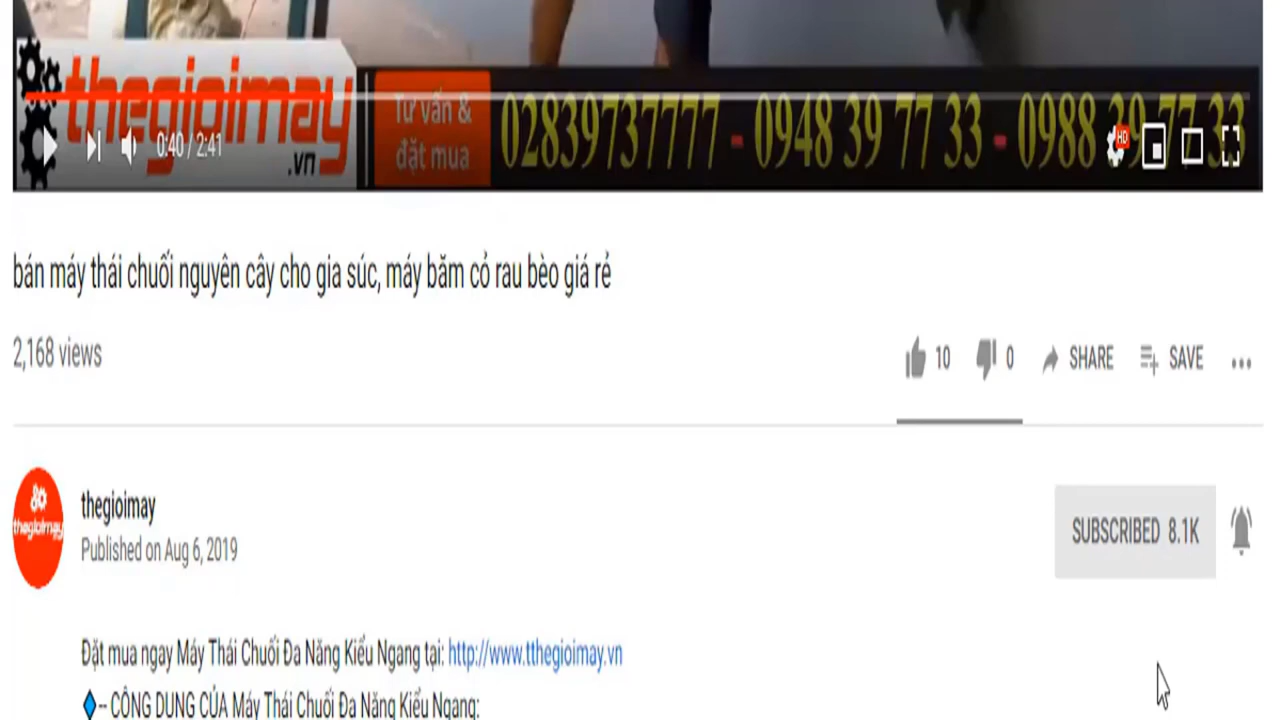 thegioimay
.vn
Tư vấn &
đặt mua
02839737777 - 0948 39 77 33 - 0988 39 77 33
0:40 / 2:41
HD
bán máy thái chuối nguyên cây cho gia súc, máy băm cỏ rau bèo giá rẻ
2,168 views
10 0 SHARE SAVE
thegioimay
thegioimay
Published on Aug 6, 2019
SUBSCRIBED 8.1K
Đặt mua ngay Máy Thái Chuối Đa Năng Kiểu Ngang tại: http://www.tthegioimay.vn
-- CÔNG DỤNG CỦA Máy Thái Chuối Đa Năng Kiểu Ngang: